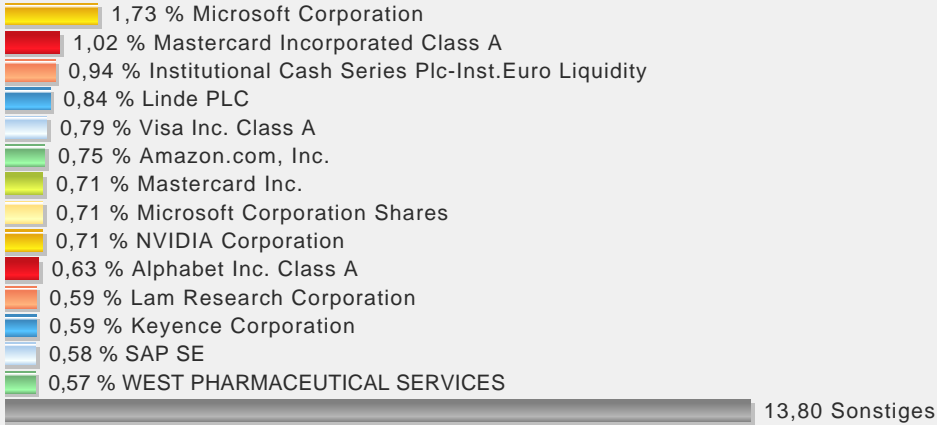 1,73 % Microsoft Corporation
1,02 % Mastercard Incorporated Class A
0,94 % Institutional Cash Series Plc-Inst.Euro Liquidity
0,84 % Linde PLC
0,79 % Visa Inc. Class A
0,75 % Amazon.com, Inc.
0,71 % Mastercard Inc.
0,71 % Microsoft Corporation Shares
0,71 % NVIDIA Corporation
0,63 % Alphabet Inc. Class A
0,59 % Lam Research Corporation
0,59 % Keyence Corporation
0,58 % SAP SE
0,57 % WEST PHARMACEUTICAL SERVICES
13,80 Sonstiges